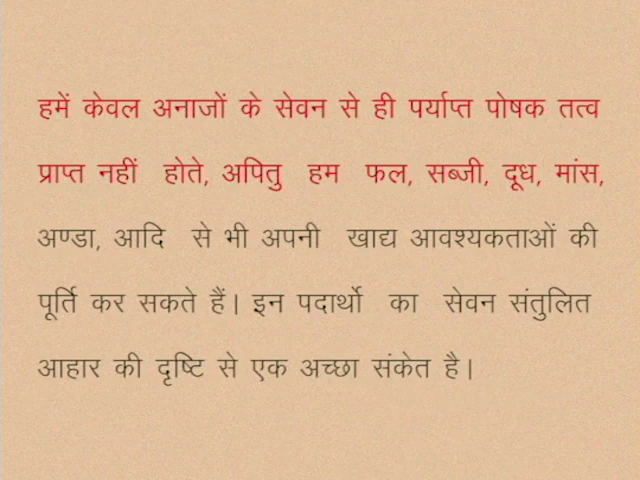 हमें केवल अनाजों के सेवन से ही पर्याप्त पोषक तत्व
प्राप्त नहीं होते, अपितु हम फल, सब्जी, दूध, मांस,
अण्डा, आदि से भी अपनी खाद्य आवश्यकताओं की
पूर्ति कर सकते हैं। इन पदार्थो का सेवन संतुलित
आहार की दृष्टि से एक अच्छा संकेत है।